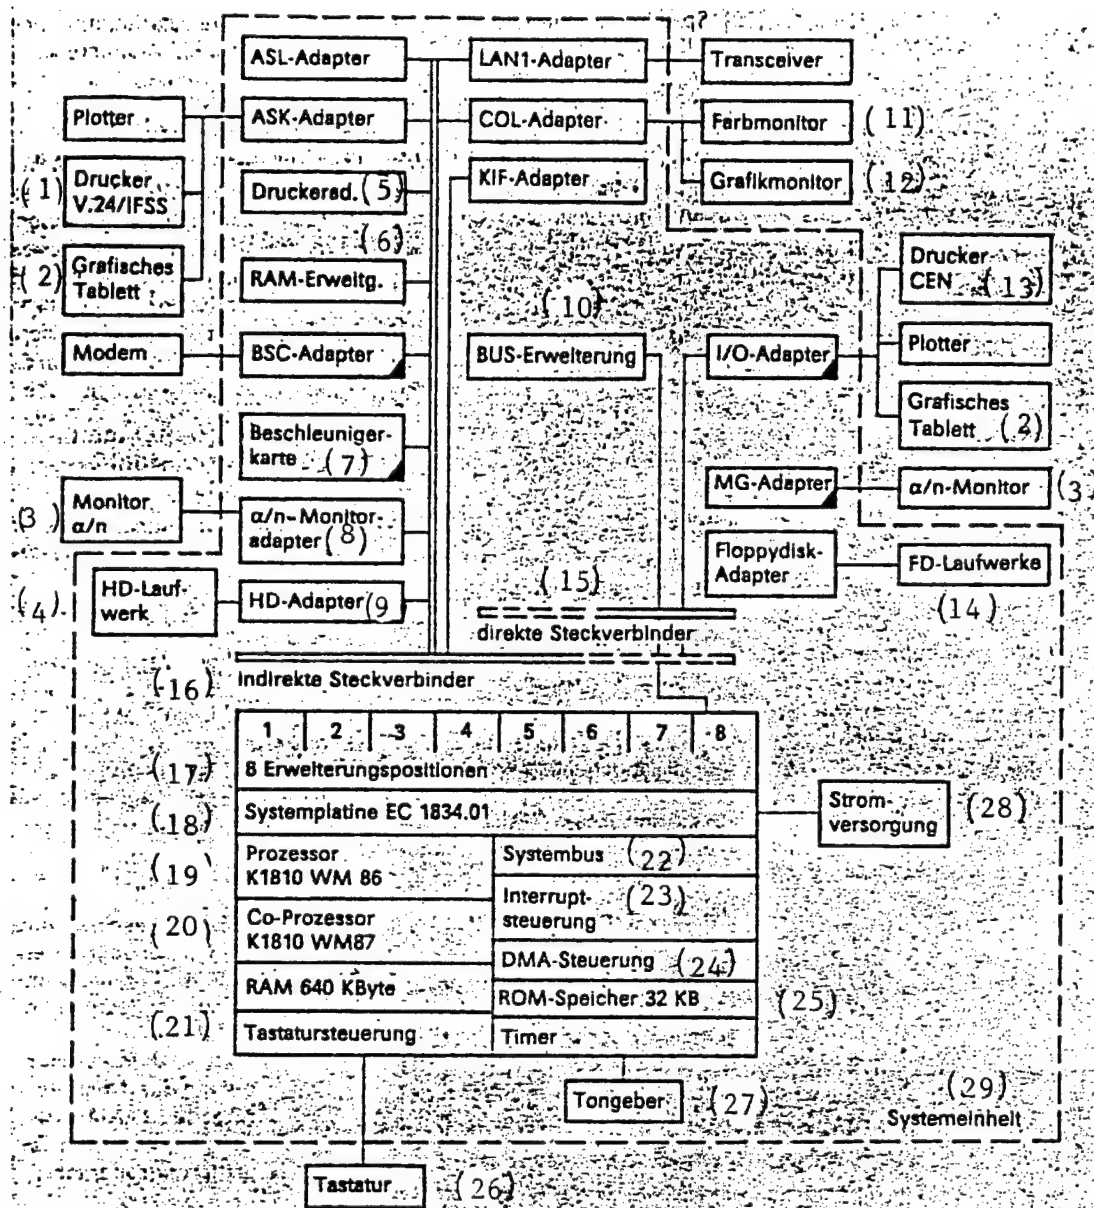 ASL-Adapter
LAN1-Adapter
Transceiver
Plotter
ASK-Adapter
COL-Adapter
Farbmonitor
(11)
(1)
Drucker
V.24/IFSS
Druckerad. (5)
KIF-Adapter
Grafikmonitor
(12)
(6)
(2)
Grafisches
Tablett
RAM-Erweitg.
(10)
Drucker
CEN (13)
Modem
BSC-Adapter
BUS-Erweiterung
I/O-Adapter
Plotter
Beschleuniger-
karte (7)
Grafisches
Tablett (2)
(3)
Monitor
α/n
α/n-Monitor-
adapter (8)
MG-Adapter
α/n-Monitor
(3)
(4)
HD-Lauf-
werk
HD-Adapter (9
(15)
Floppydisk-
Adapter
FD-Laufwerke
(14)
direkte Steckverbinder
(16)
indirekte Steckverbinder
1 2 3 4 5 6 7 8
(17)
8 Erweiterungspositionen
(18)
Systemplatine EC 1834.01
Strom-
versorgung
(28)
(19
Prozessor
K1810 WM 86
Systembus (22)
Interrupt-
steuerung
(23)
(20)
Co-Prozessor
K1810 WM87
DMA-Steuerung (24)
RAM 640 KByte
ROM-Speicher 32 KB
(25)
(21)
Tastatursteuerung
Timer
Tongeber
(27)
(29)
Systemeinheit
Tastatur
(26)